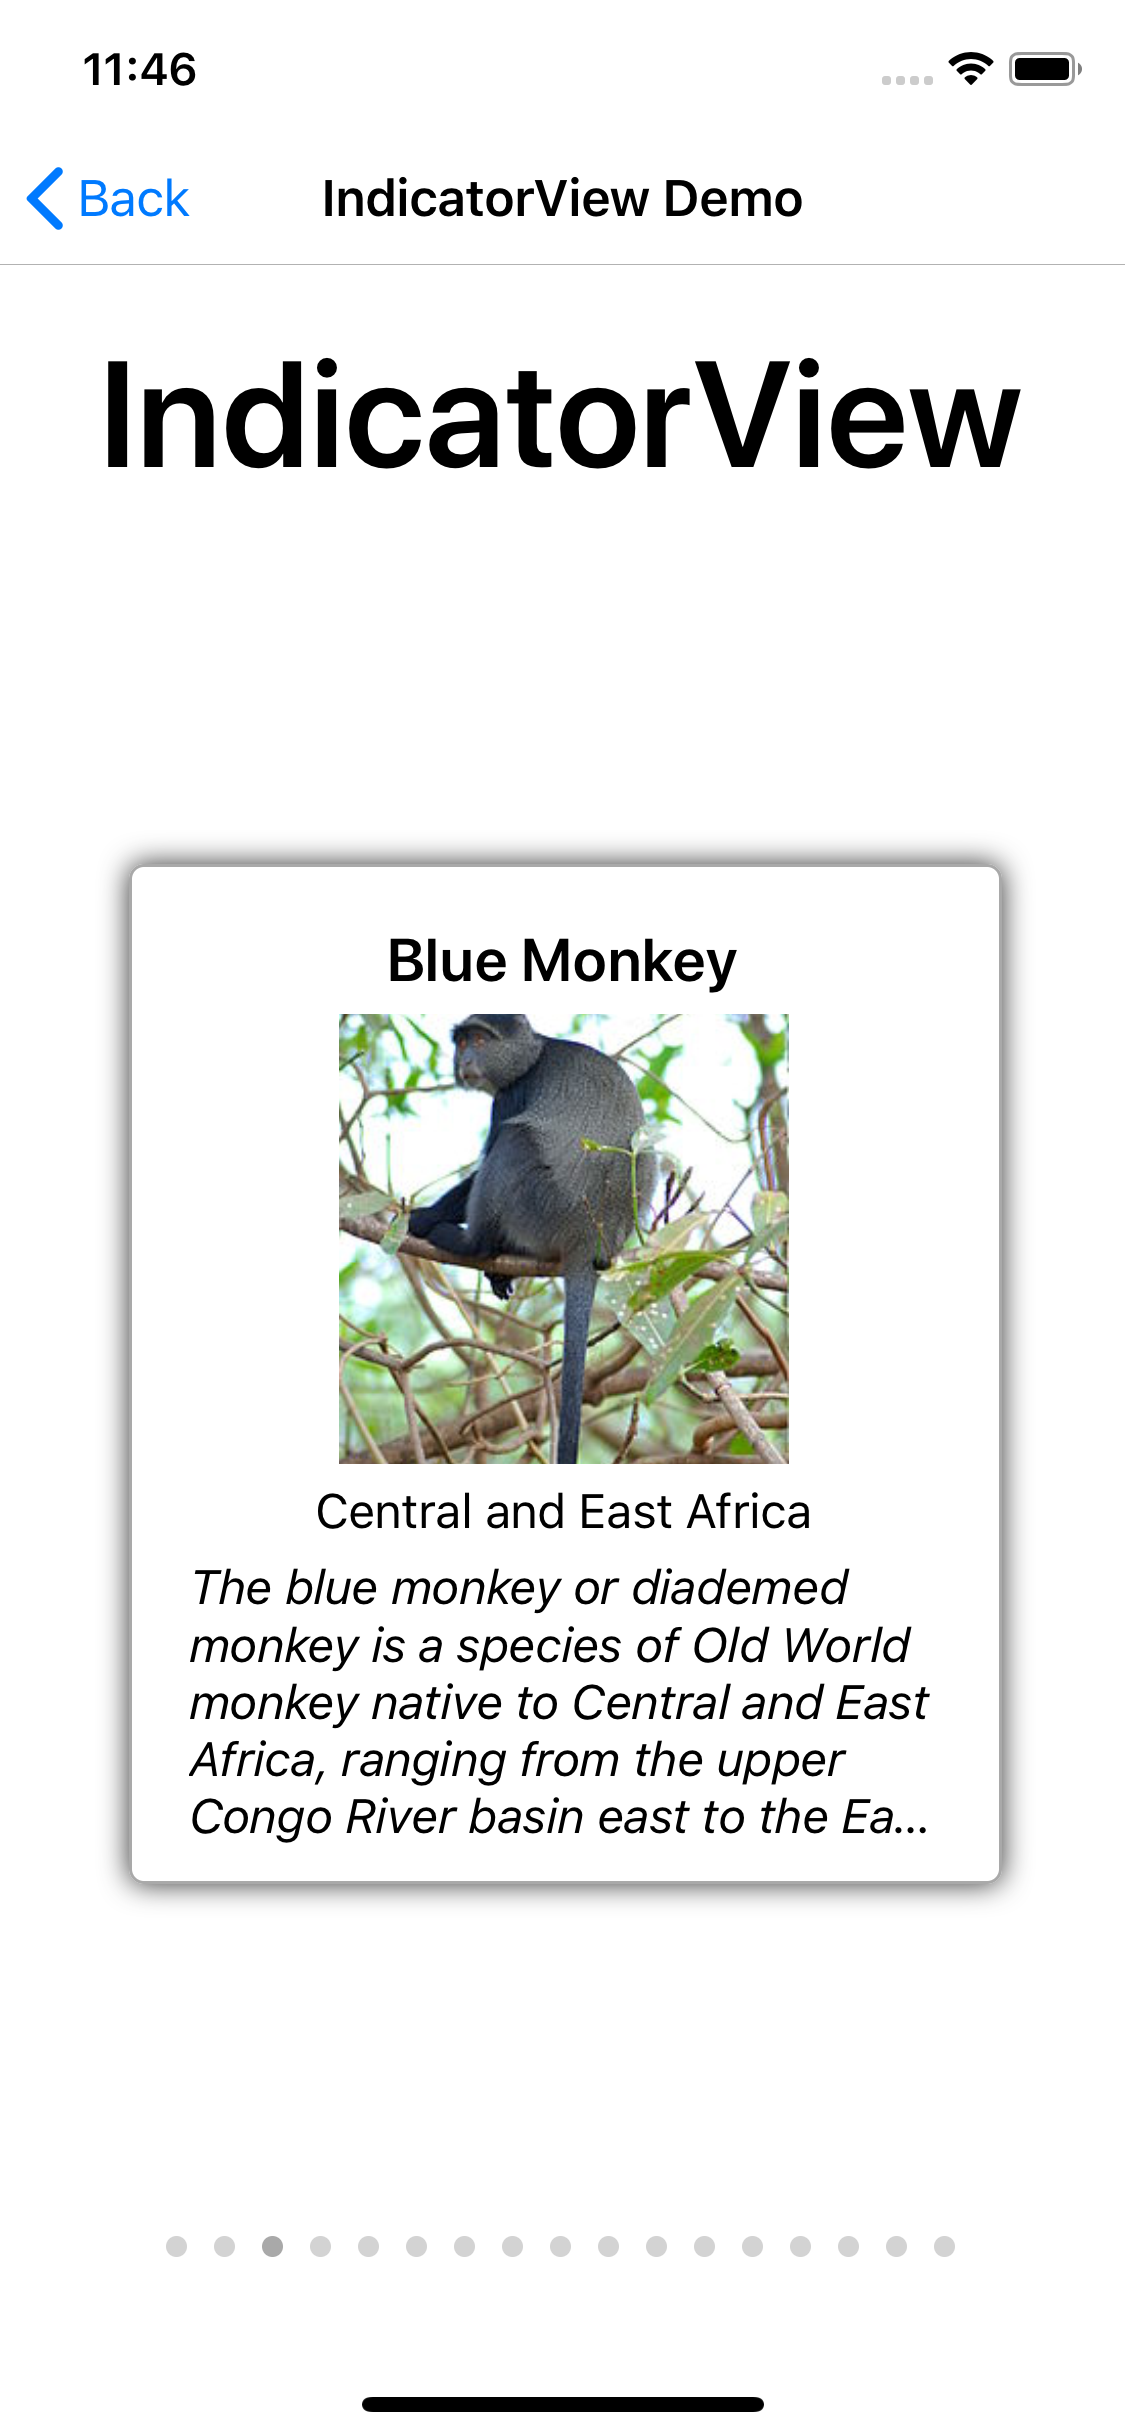 11:46
Back
IndicatorView Demo
IndicatorView
Blue Monkey
Central and East Africa
The blue monkey or diademed
monkey is a species of Old World
monkey native to Central and East
Africa, ranging from the upper
Congo River basin east to the Ea...